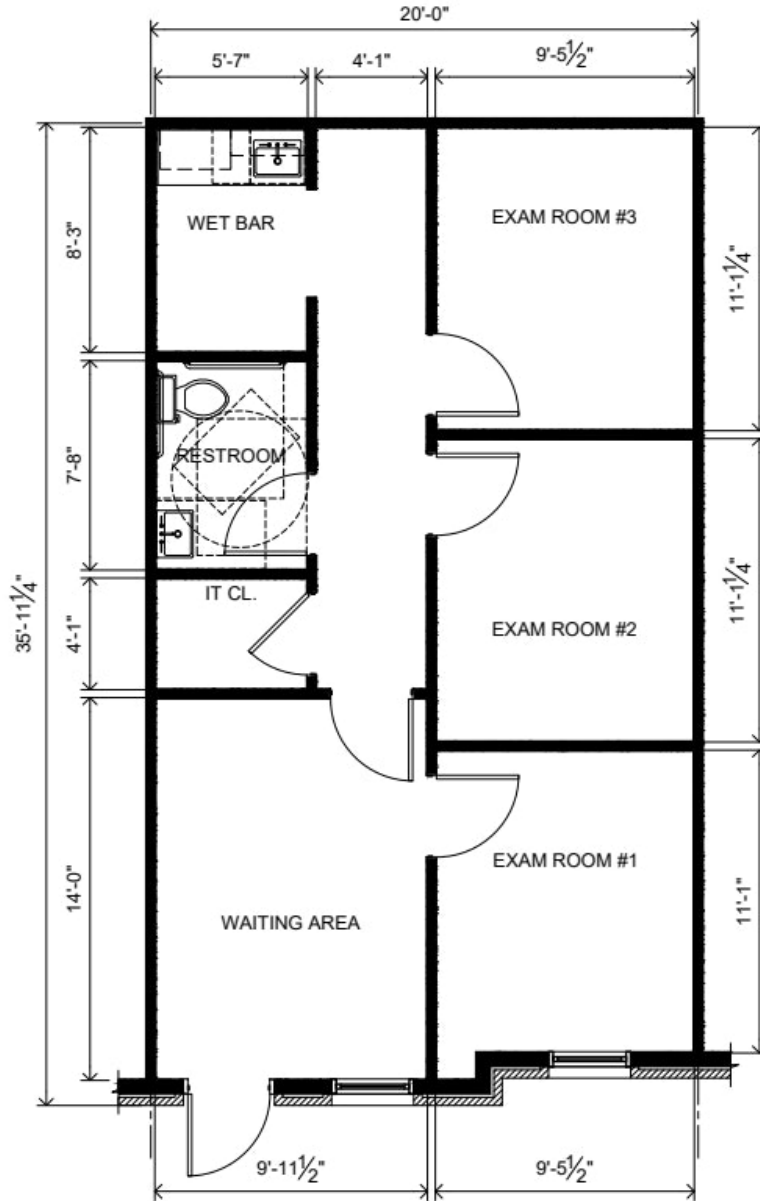 20'-0"
5'-7"
4'-1"
9'-5½"
WET BAR
EXAM ROOM #3
8'-3"
11'-1¼"
RESTROOM
7'-8"
35'-11¼"
IT CL.
4'-1"
EXAM ROOM #2
11'-1¼"
EXAM ROOM #1
WAITING AREA
14'-0"
11'-1"
9'-11½"
9'-5½"